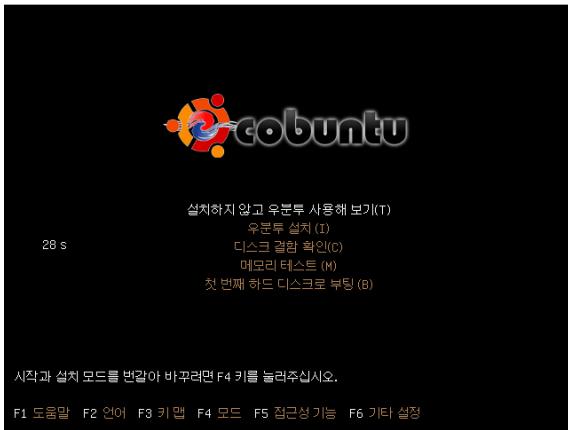 cobuntu
설치하지 않고 우분투 사용해 보기(T)
우분투 설치 (I)
28 s
디스크 결함 확인(C)
메모리 테스트 (M)
첫 번째 하드 디스크로 부팅 (B)
시작과 설치 모드를 번갈아 바꾸려면 F4 키를 눌러주십시오.
F1 도움말 F2 언어 F3 키 맵 F4 모드 F5 접근성 기능 F6 기타 설정